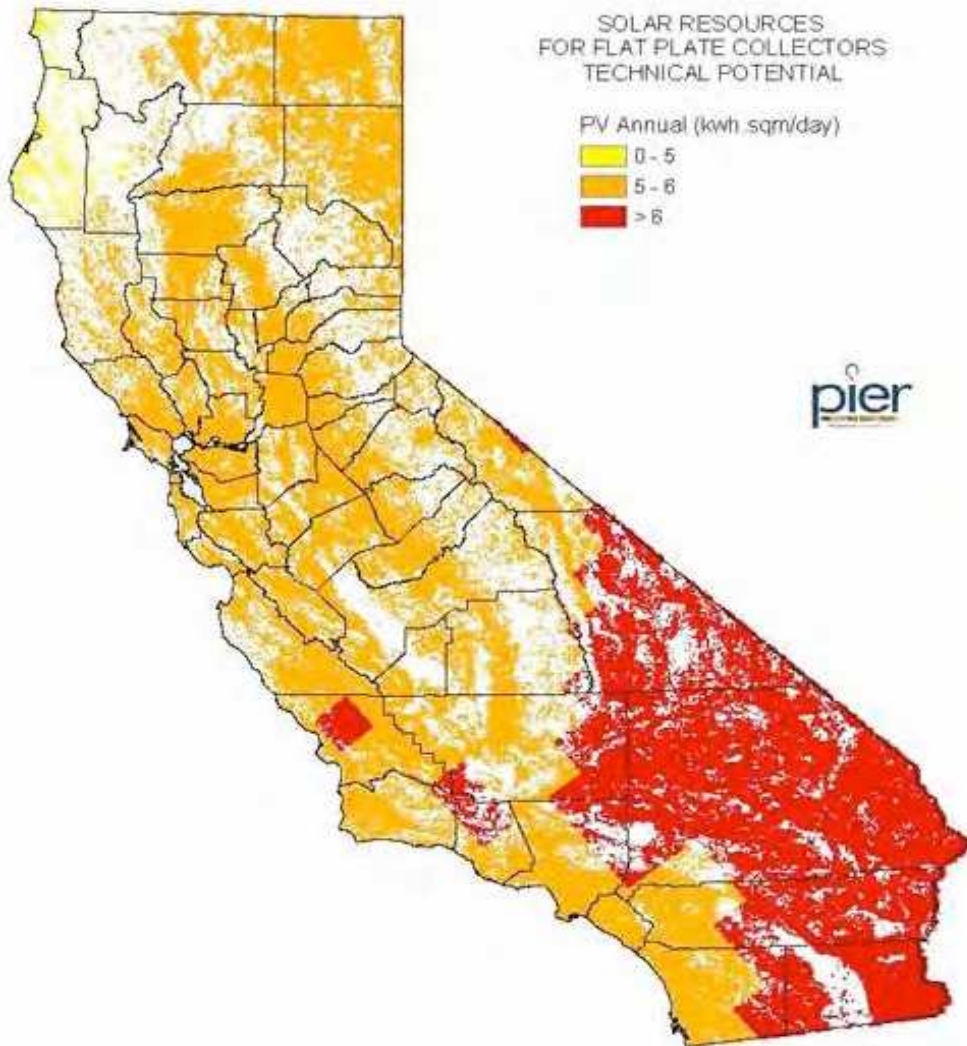 SOLAR RESOURCES
FOR FLAT PLATE COLLECTORS
TECHNICAL POTENTIAL
PV Annual (kwh sqm/day)
0 - 5
5 - 6
> 6
pier